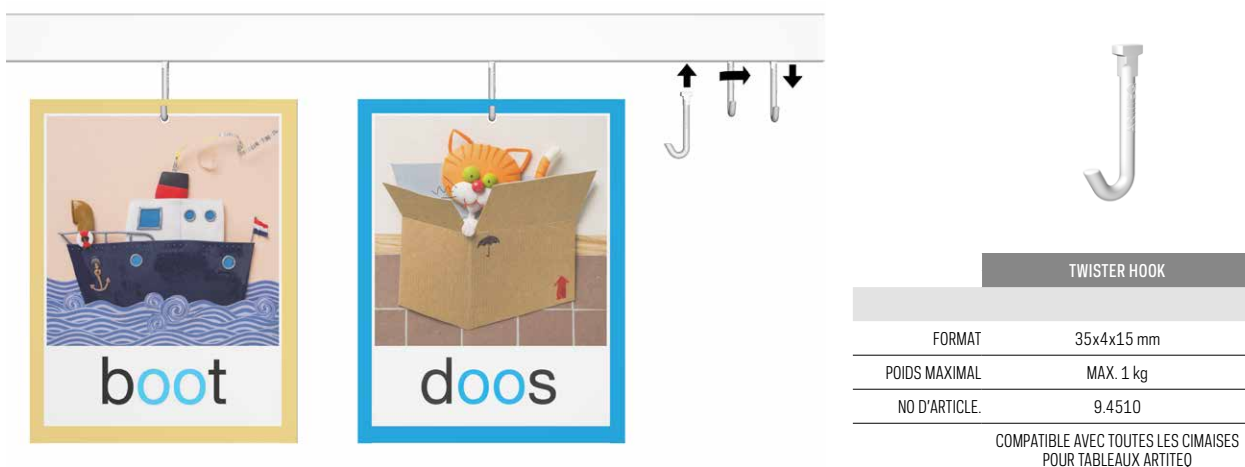 boot
doos
TWISTER HOOK
FORMAT 35x4x15 mm
POIDS MAXIMAL MAX. 1 kg
NO D'ARTICLE. 9.4510
COMPATIBLE AVEC TOUTES LES CIMAISES
POUR TABLEAUX ARTITEQ